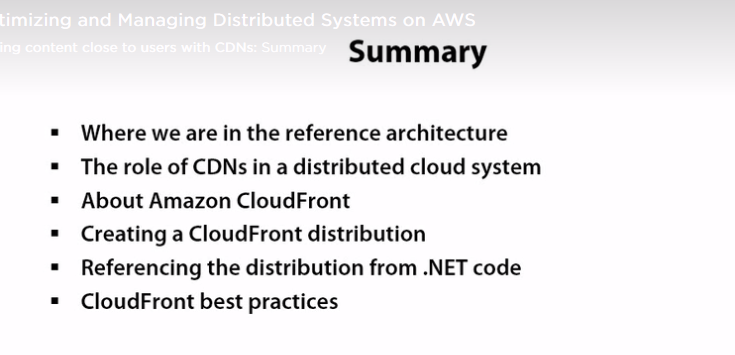 timizing and Managing Distributed Systems on AWS
ing content close to users with CDNs: Summary
Summary
▪ Where we are in the reference architecture
▪ The role of CDNs in a distributed cloud system
▪ About Amazon CloudFront
▪ Creating a CloudFront distribution
▪ Referencing the distribution from .NET code
▪ CloudFront best practices